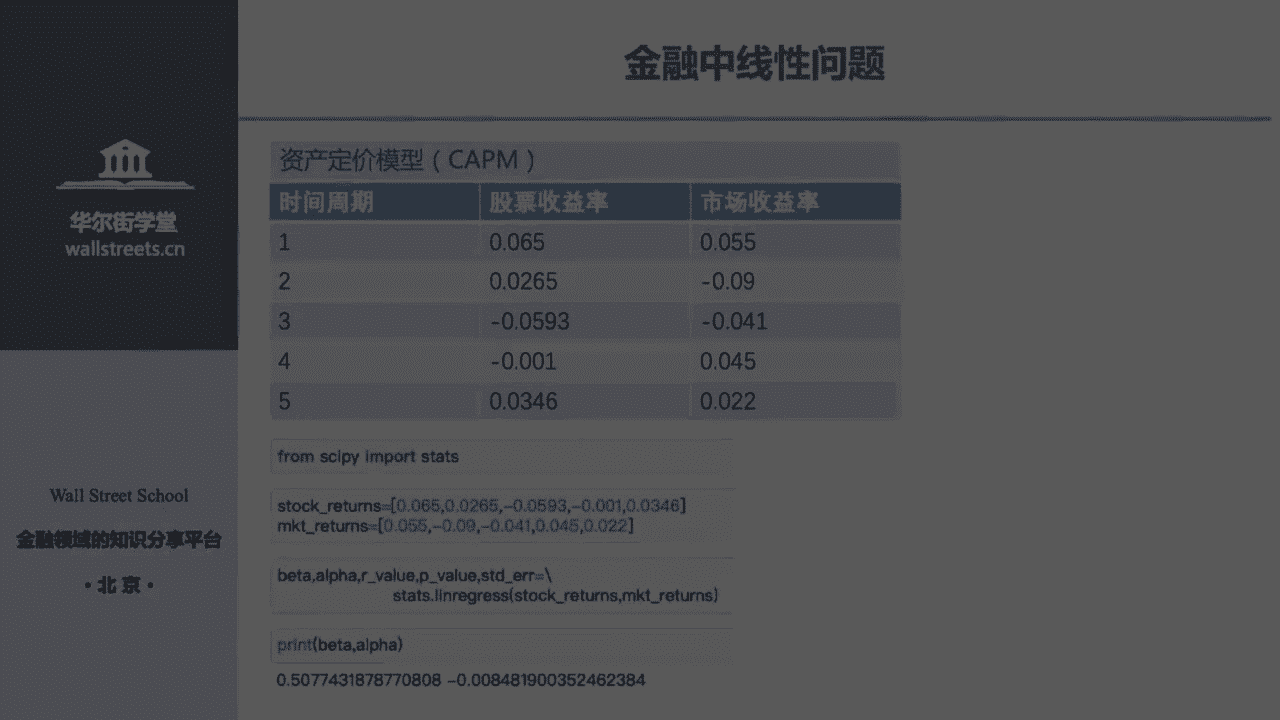 金融中线性问题
华尔街学堂
wallstreets.cn
Wall Street School
金融领域的知识分享平台
·北京·
资产定价模型（CAPM）
时间周期 股票收益率 市场收益率
1 0.065 0.055
2 0.0265 -0.09
3 -0.0593 -0.041
4 -0.001 0.045
5 0.0346 0.022
from scipy import stats
stock_returns=[0.065,0.0265,-0.0593,-0.001,0.0346]
mkt_returns=[0.055,-0.09,-0.041,0.045,0.022]
beta,alpha,r_value,p_value,std_err=\
stats.linregress(stock_returns,mkt_returns)
print(beta,alpha)
0.5077431878770808 -0.008481900352462384